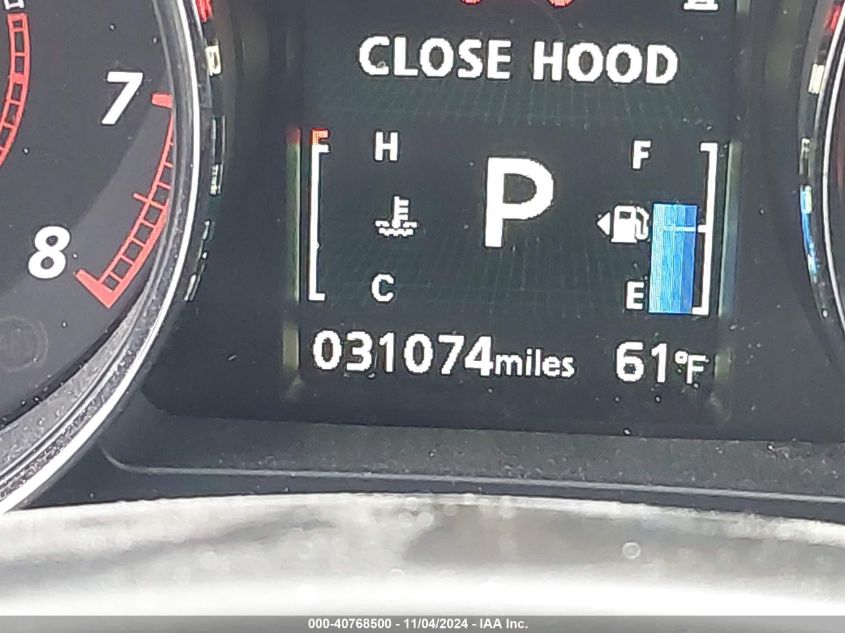 CLOSE HOOD
7
H
F
P
8
C
E
031074miles
61°F
000-40768500 - 11/04/2024 - IAA Inc.